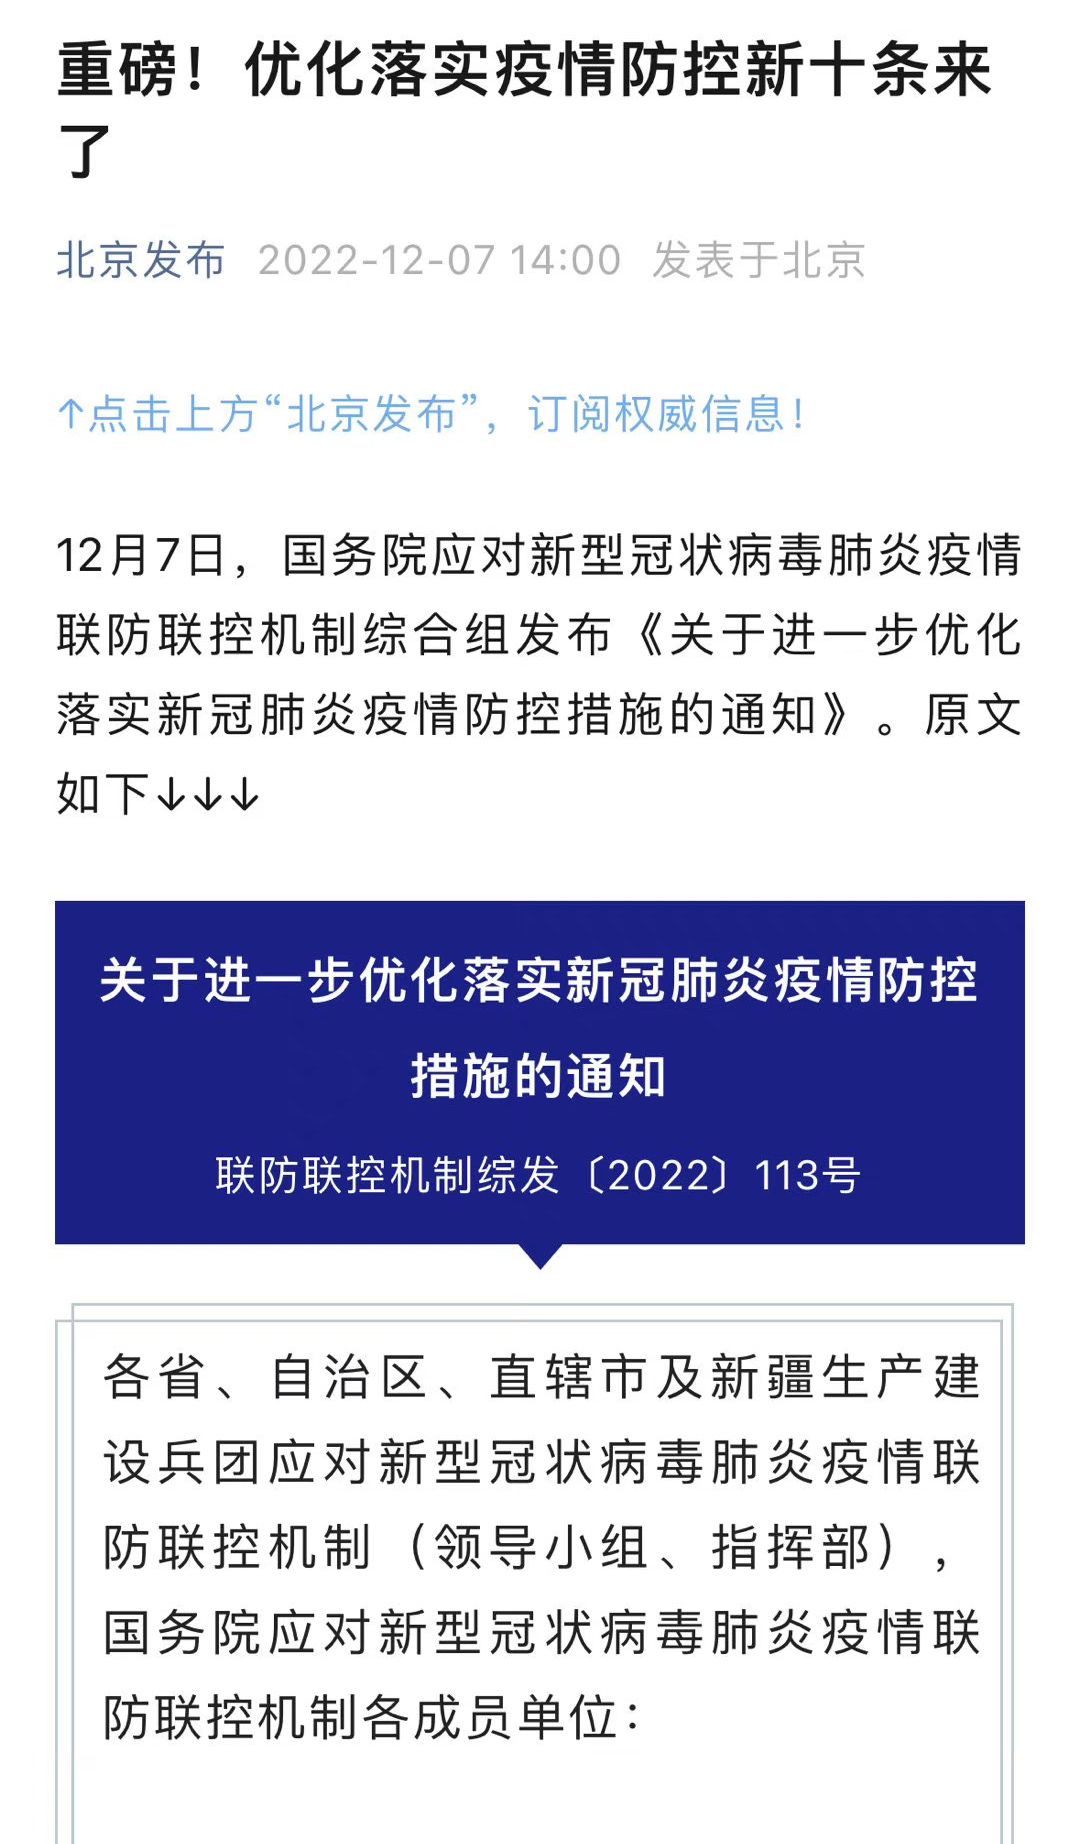 重磅！优化落实疫情防控新十条来
了
北京发布 2022-12-07 14:00 发表于北京
↑点击上方“北京发布”，订阅权威信息！
12月7日，国务院应对新型冠状病毒肺炎疫情
联防联控机制综合组发布《关于进一步优化
落实新冠肺炎疫情防控措施的通知》。原文
如下↓↓↓
关于进一步优化落实新冠肺炎疫情防控
措施的通知
联防联控机制综发〔2022〕113号
各省、自治区、直辖市及新疆生产建
设兵团应对新型冠状病毒肺炎疫情联
防联控机制（领导小组、指挥部），
国务院应对新型冠状病毒肺炎疫情联
防联控机制各成员单位：